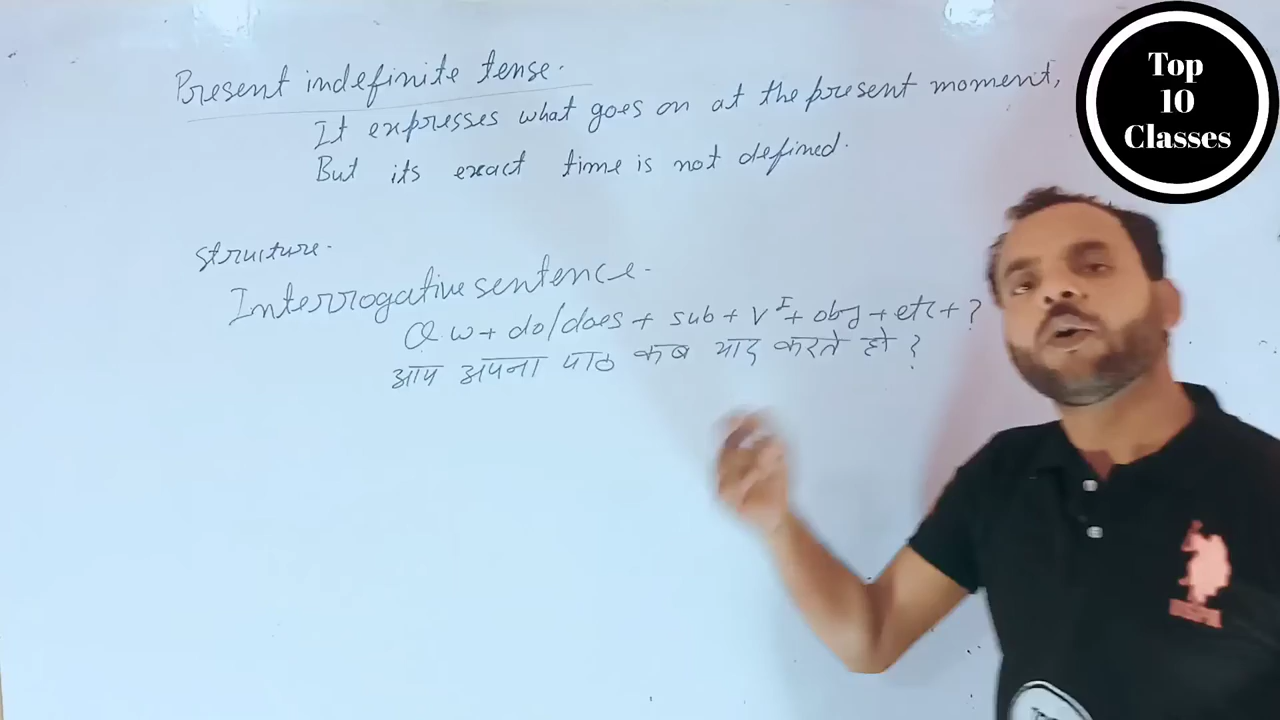 Present indefinite tense.
It expresses what goes on at the present moment,
But its exact time is not defined.
structure.
Interrogative sentence.
Q.w+ do/does + sub + V I + obj + etc + ?
आप अपना पाठ कब याद करते हो ?
Top
10
Classes